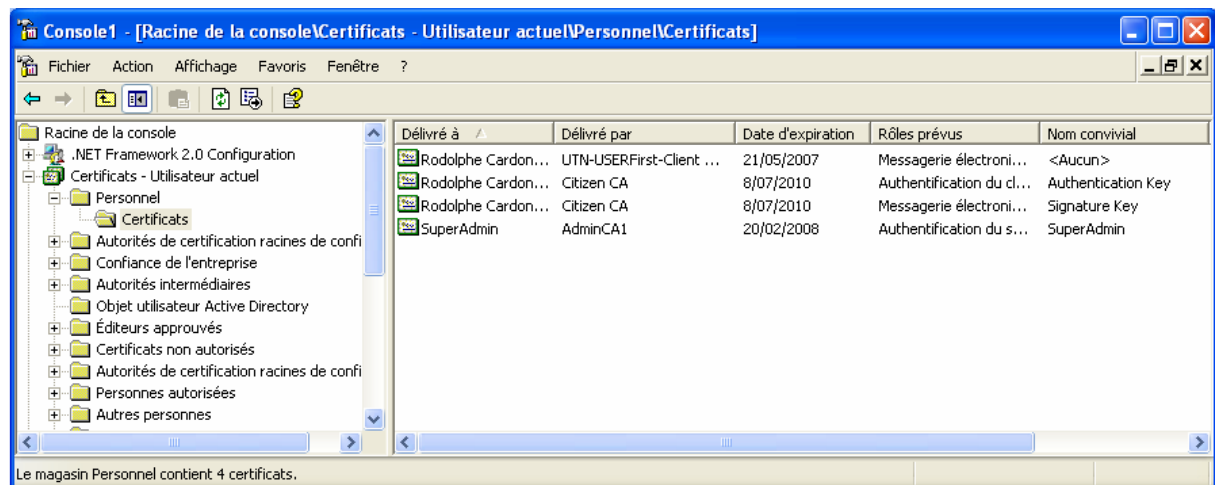 Console1 - [Racine de la console\Certificats - Utilisateur actuel\Personnel\Certificats]
Fichier Action Affichage Favoris Fenêtre ?
Racine de la console
.NET Framework 2.0 Configuration
Certificats - Utilisateur actuel
Personnel
Certificats
Autorités de certification racines de confi
Confiance de l'entreprise
Autorités intermédiaires
Objet utilisateur Active Directory
Éditeurs approuvés
Certificats non autorisés
Autorités de certification racines de confi
Personnes autorisées
Autres personnes
Délivré à Délivré par Date d'expiration Rôles prévus Nom convivial
Rodolphe Cardon... UTN-USERFirst-Client ... 21/05/2007 Messagerie électroni... <Aucun>
Rodolphe Cardon... Citizen CA 8/07/2010 Authentification du cl... Authentication Key
Rodolphe Cardon... Citizen CA 8/07/2010 Messagerie électroni... Signature Key
SuperAdmin AdminCA1 20/02/2008 Authentification du s... SuperAdmin
Le magasin Personnel contient 4 certificats.